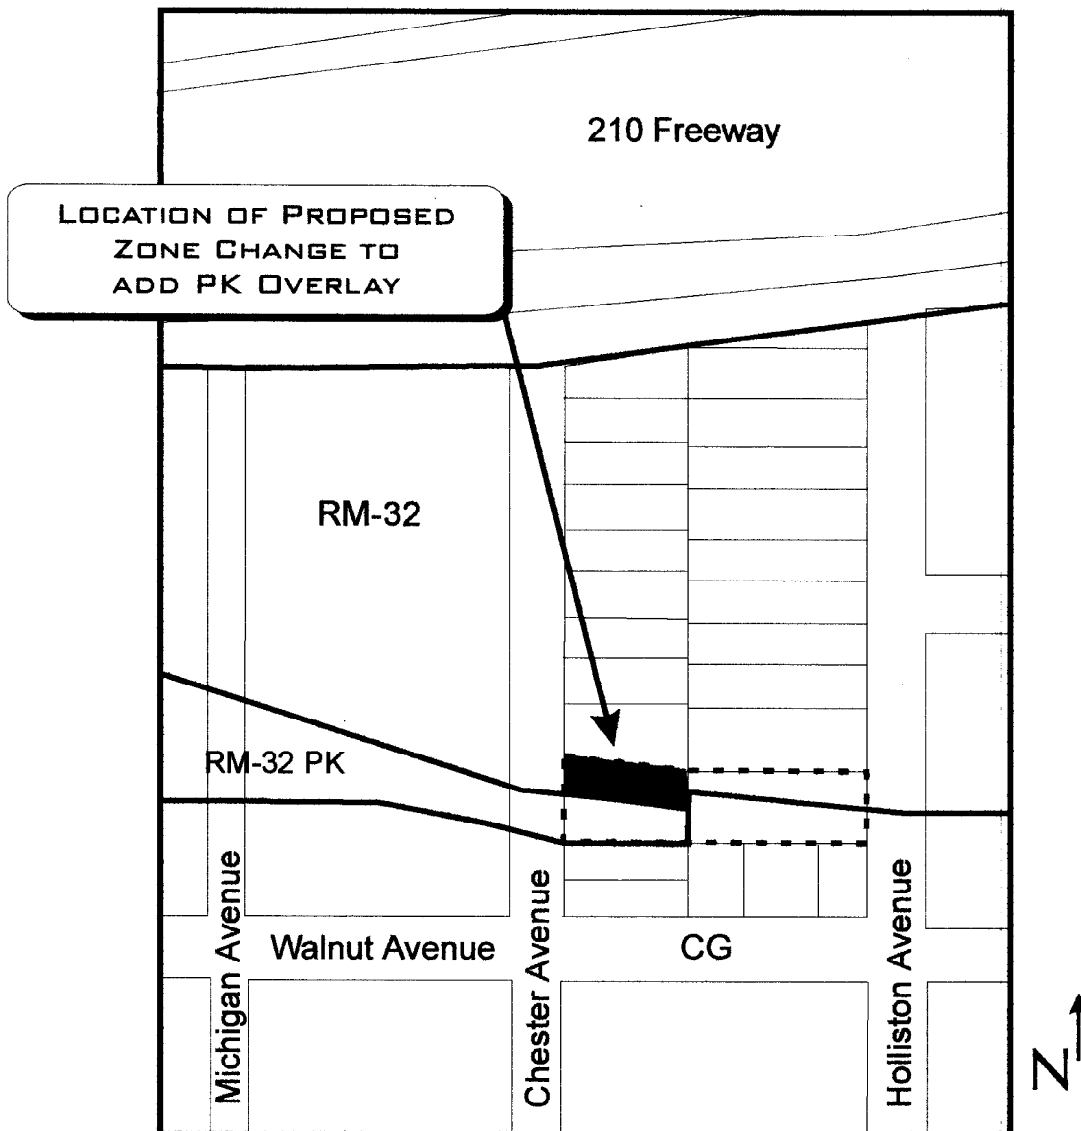 210 Freeway
LOCATION OF PROPOSED
ZONE CHANGE TO
ADD PK OVERLAY
RM-32
RM-32 PK
Michigan Avenue
Walnut Avenue
Chester Avenue
CG
Holliston Avenue
N